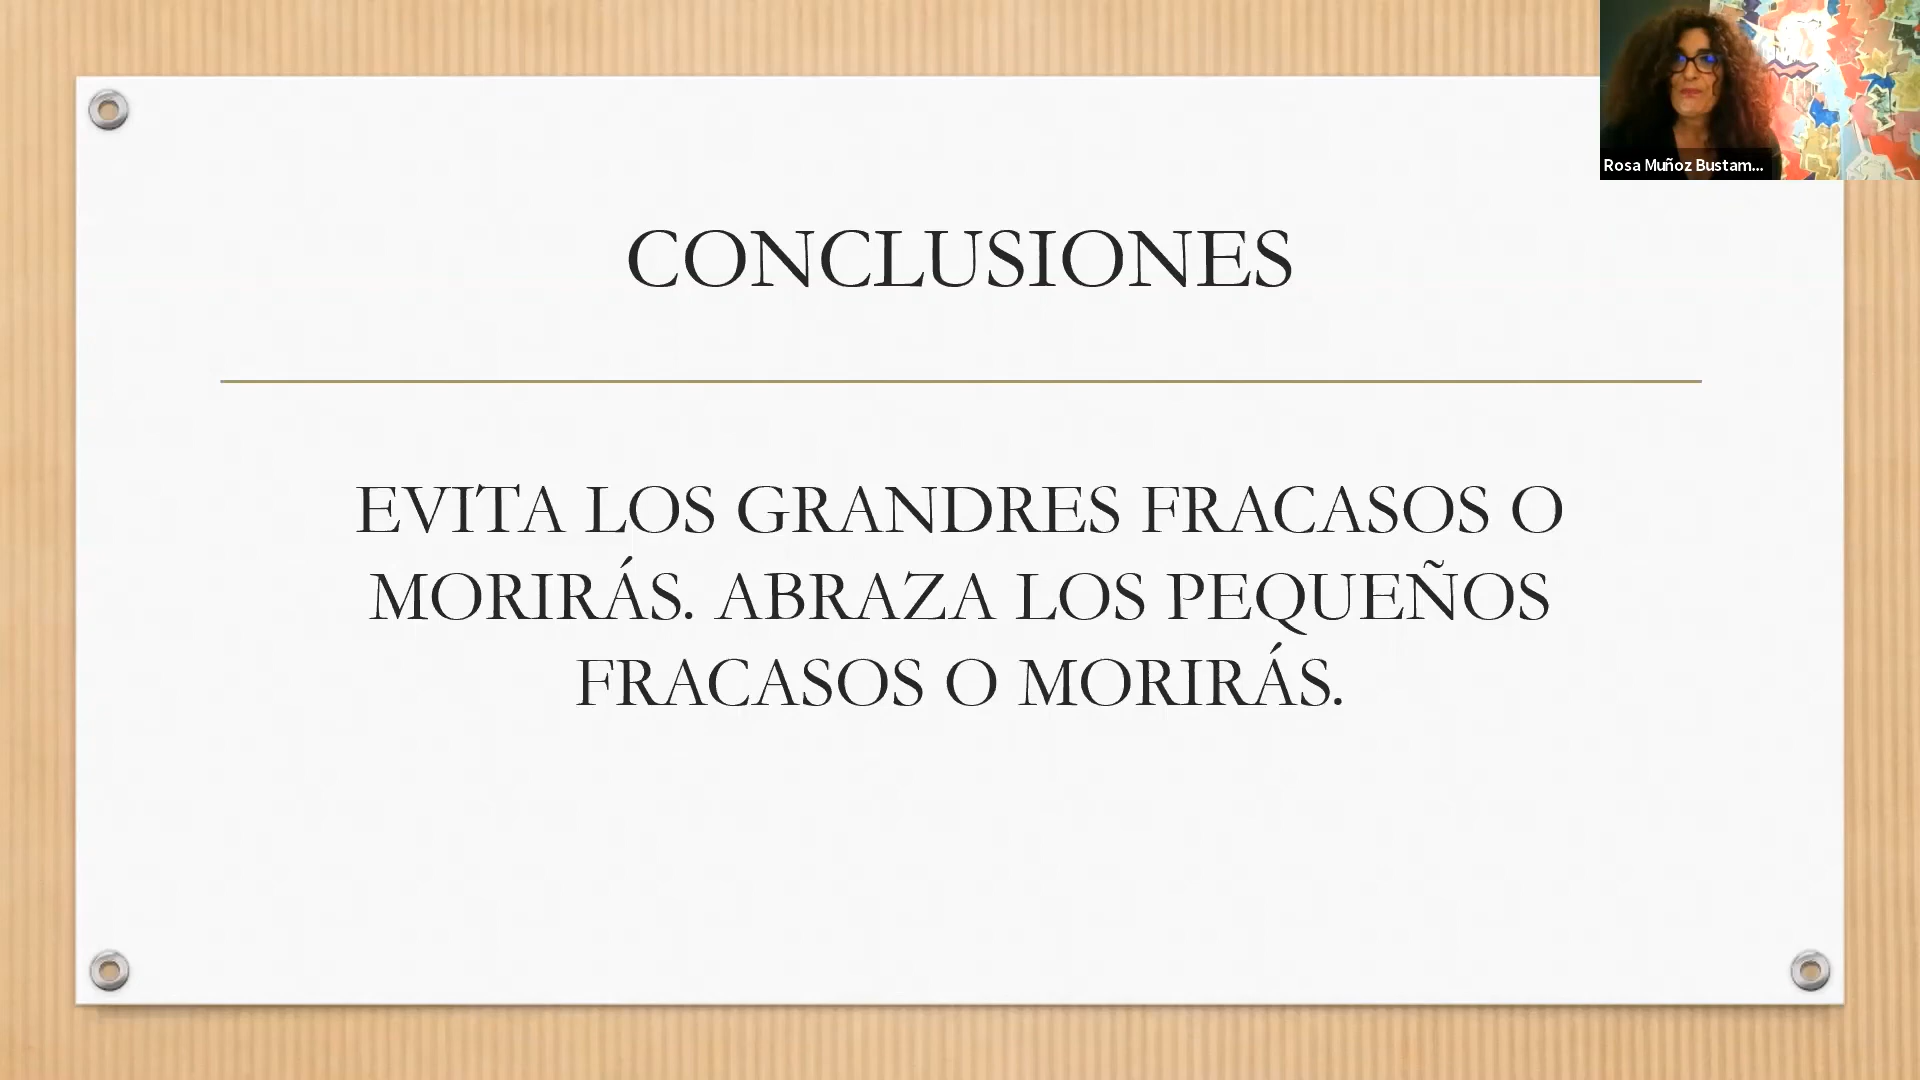 Rosa Muñoz Bustam...
CONCLUSIONES
EVITA LOS GRANDRES FRACASOS O
MORIRÁS. ABRAZA LOS PEQUEÑOS
FRACASOS O MORIRÁS.